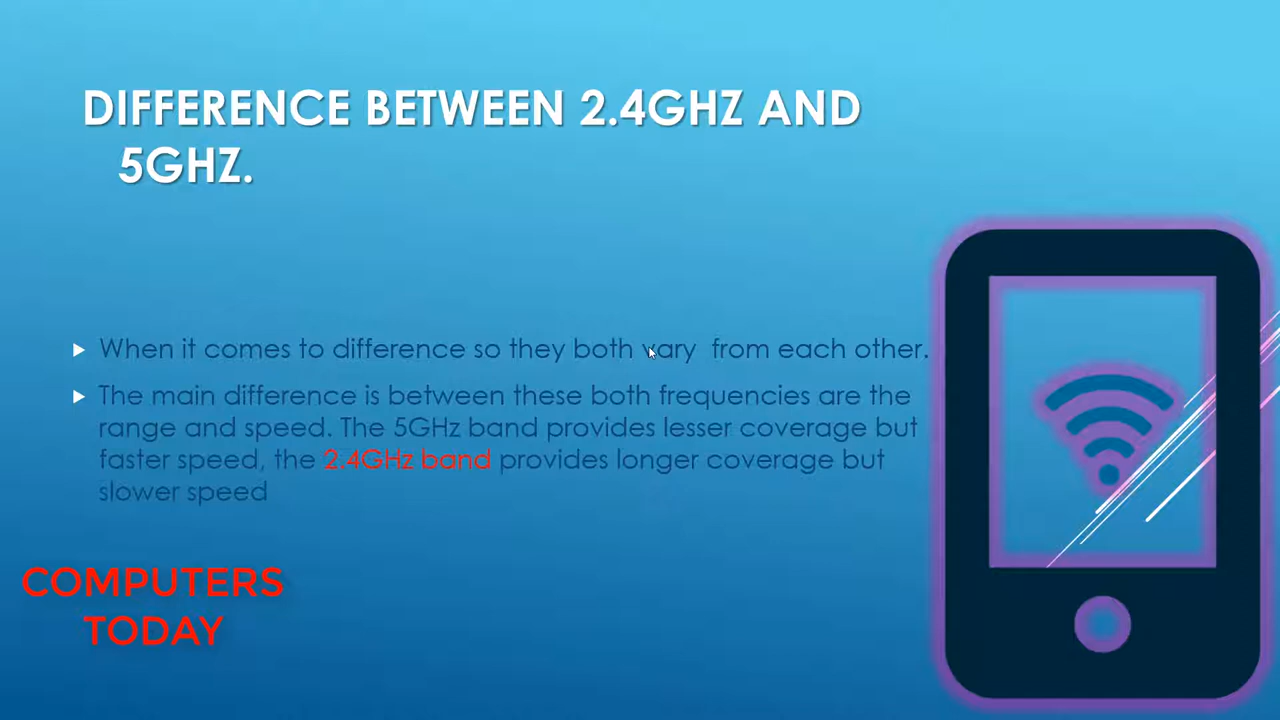 DIFFERENCE BETWEEN 2.4GHZ AND
5GHZ.
When it comes to difference so they both vary from each other.
The main difference is between these both frequencies are the
range and speed. The 5GHz band provides lesser coverage but
faster speed, the 2.4GHz band provides longer coverage but
slower speed
COMPUTERS
TODAY